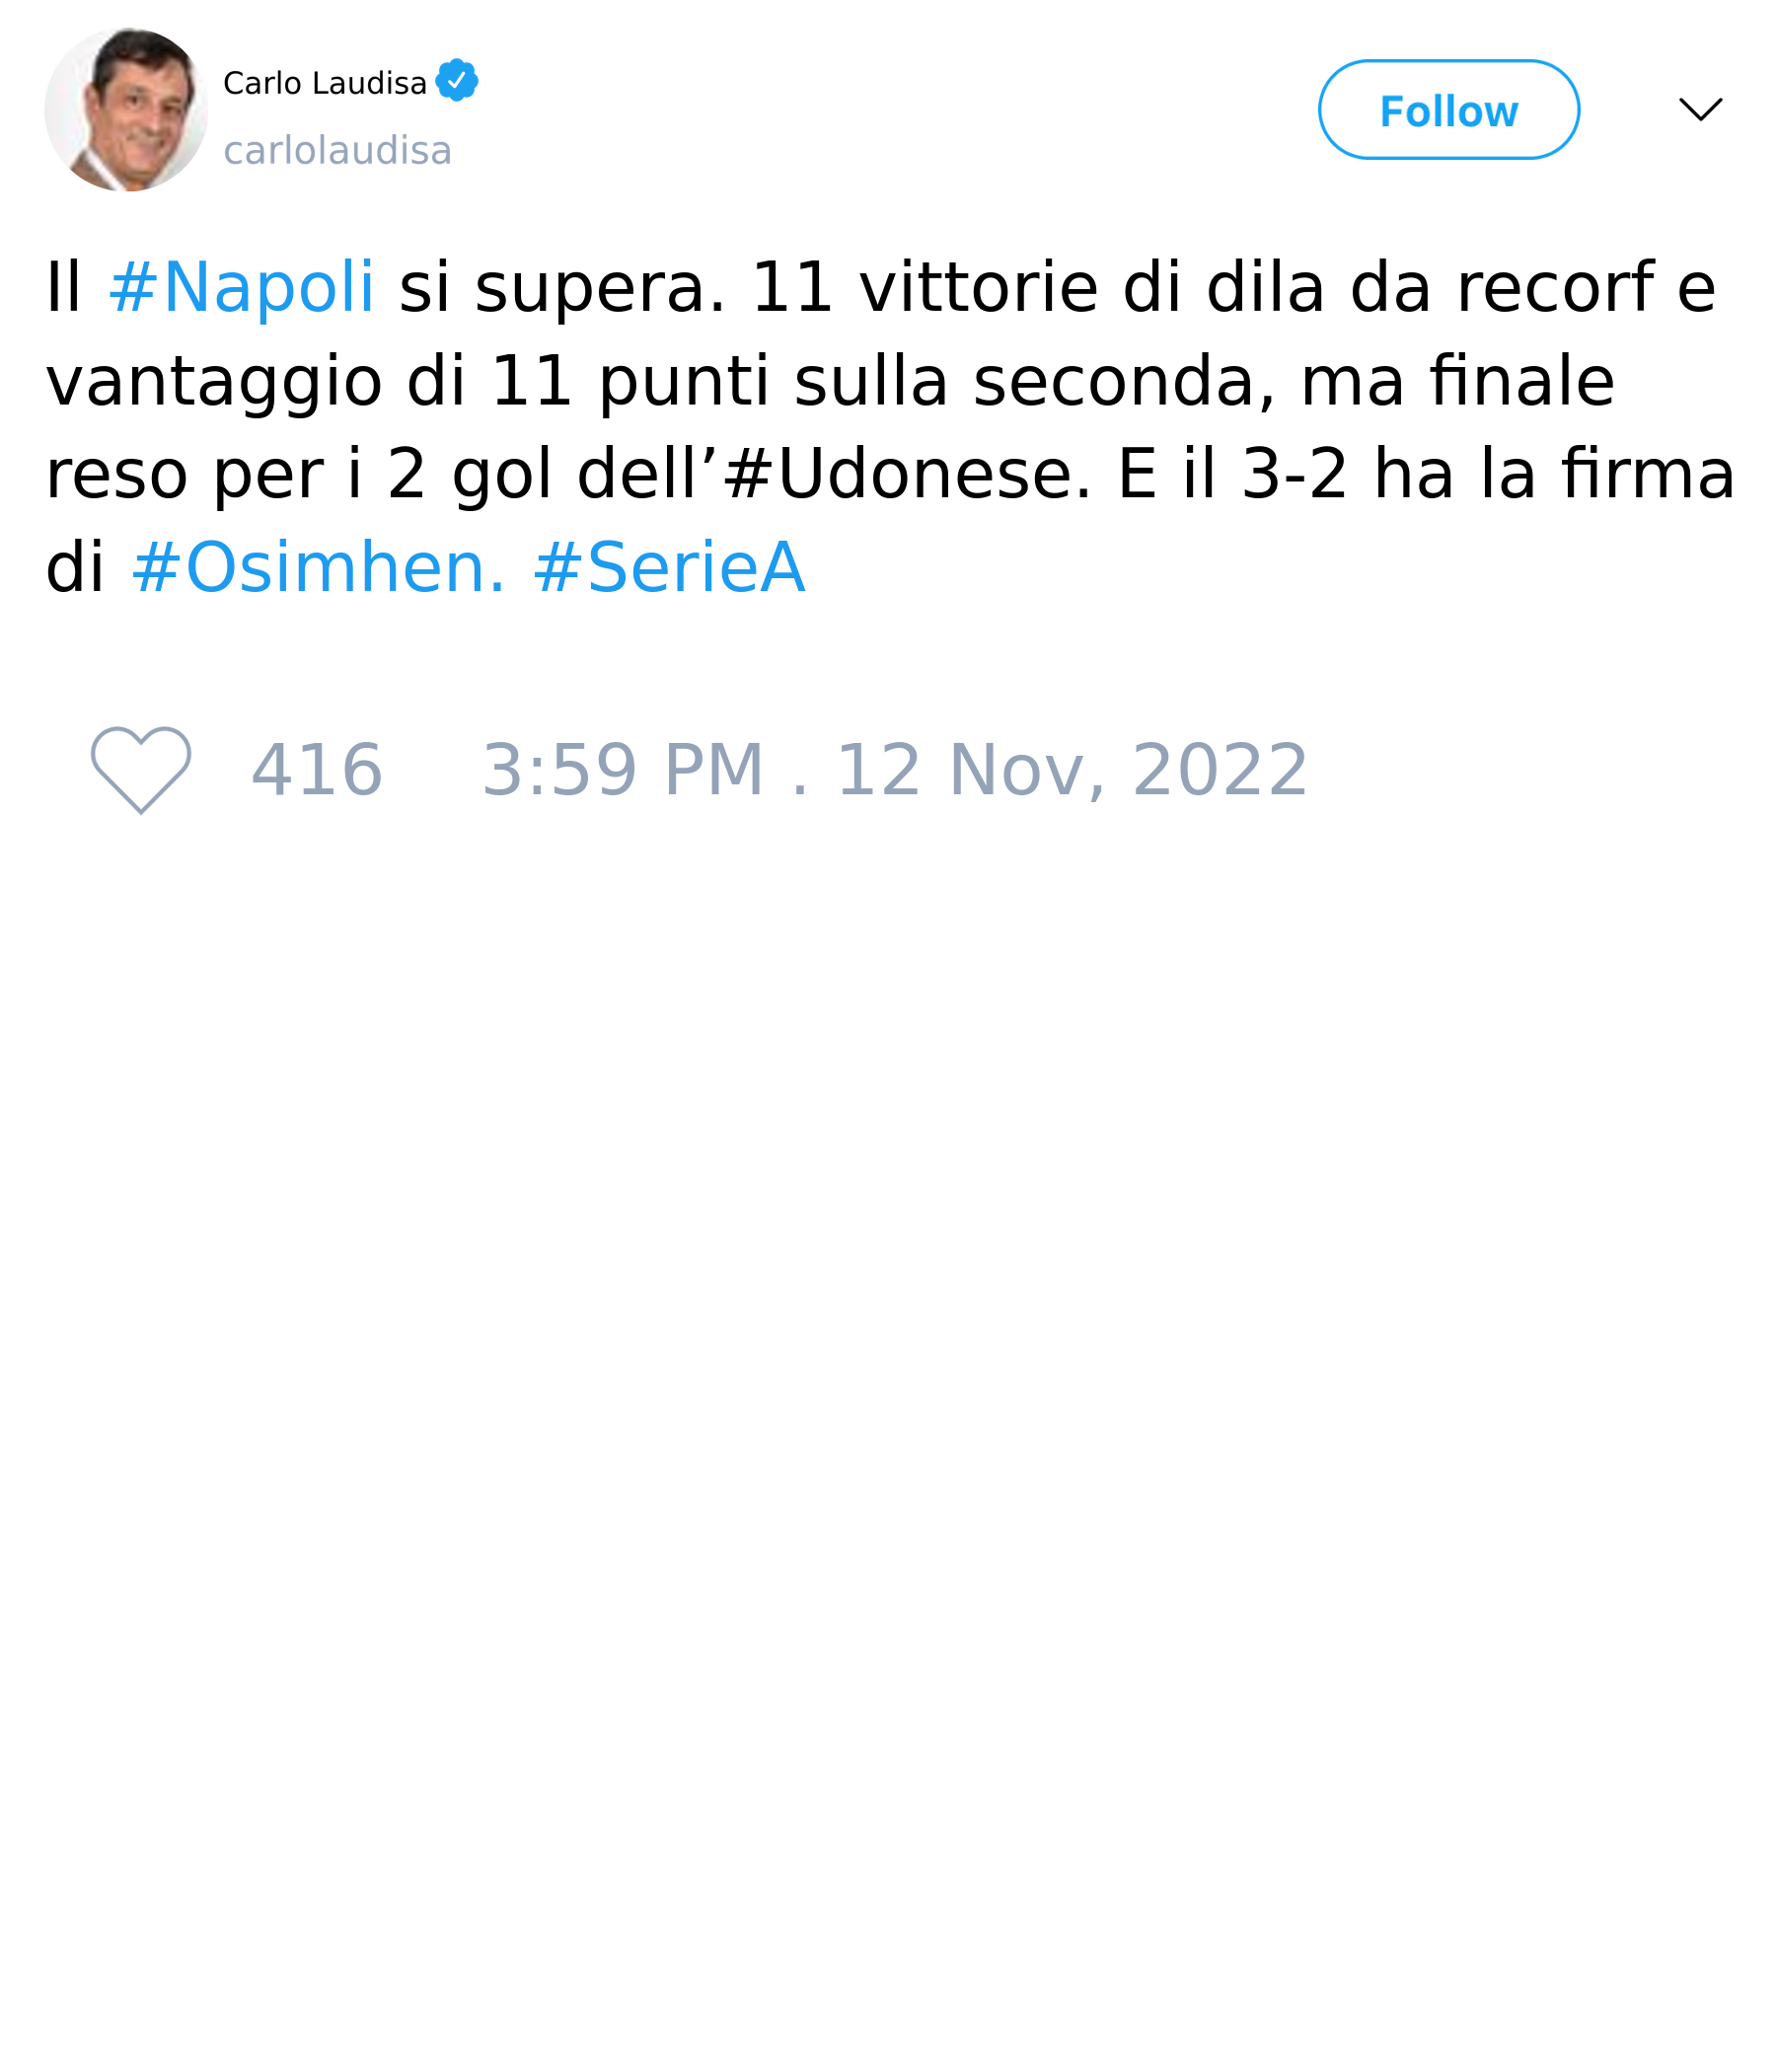 Carlo Laudisa
carlolaudisa
Follow
Il #Napoli si supera. 11 vittorie di dila da recorf e
vantaggio di 11 punti sulla seconda, ma finale
reso per i 2 gol dell’#Udonese. E il 3-2 ha la firma
di #Osimhen. #SerieA
416 3:59 PM . 12 Nov, 2022